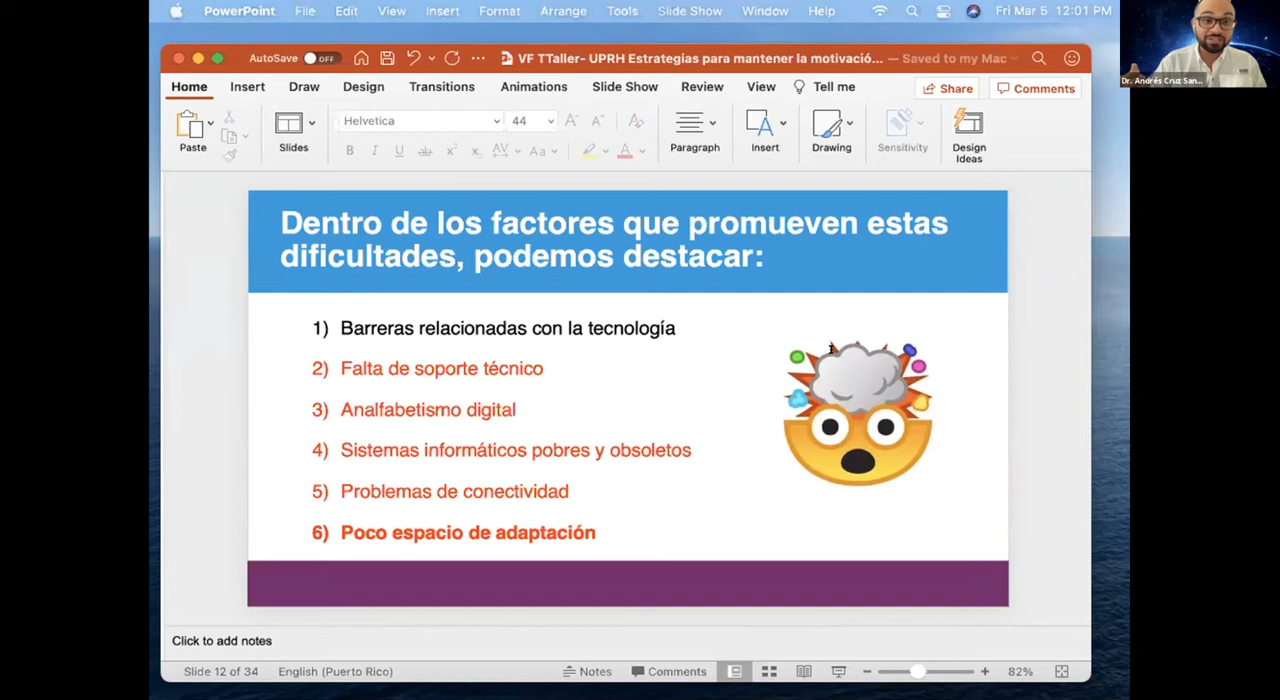 PowerPoint File Edit View Insert Format Arrange Tools Slide Show Window Help Fri Mar 5 12:01 PM
Dr. Andrés Cruz San...
AutoSave OFF VF TTaller- UPRH Estrategias para mantener la motivació... — Saved to my Mac
Home Insert Draw Design Transitions Animations Slide Show Review View Tell me Share Comments
Helvetica 44
Paste Slides Paragraph Insert Drawing Sensitivity Design Ideas
Dentro de los factores que promueven estas
dificultades, podemos destacar:
1) Barreras relacionadas con la tecnología
2) Falta de soporte técnico
3) Analfabetismo digital
4) Sistemas informáticos pobres y obsoletos
5) Problemas de conectividad
6) Poco espacio de adaptación
Click to add notes
Slide 12 of 34 English (Puerto Rico) Notes Comments 82%